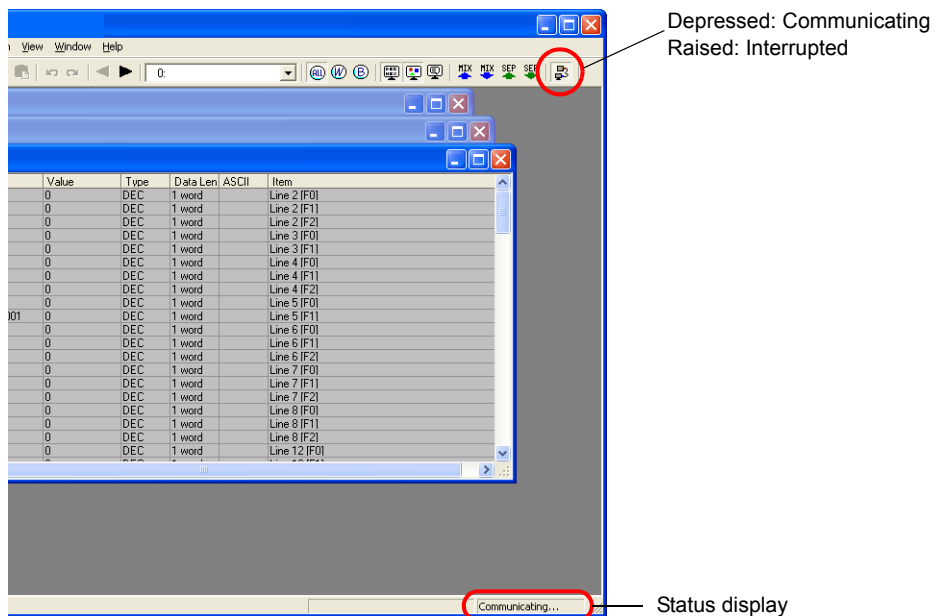 Depressed: Communicating
Raised: Interrupted
View Window Help
0:
ALL W B MIX MIX SEP SEP
Value Type Data Len ASCII Item
0 DEC 1 word Line 2 [F0]
0 DEC 1 word Line 2 [F1]
0 DEC 1 word Line 2 [F2]
0 DEC 1 word Line 3 [F0]
0 DEC 1 word Line 3 [F1]
0 DEC 1 word Line 4 [F0]
0 DEC 1 word Line 4 [F1]
0 DEC 1 word Line 4 [F2]
0 DEC 1 word Line 5 [F0]
001 0 DEC 1 word Line 5 [F1]
0 DEC 1 word Line 6 [F0]
0 DEC 1 word Line 6 [F1]
0 DEC 1 word Line 6 [F2]
0 DEC 1 word Line 7 [F0]
0 DEC 1 word Line 7 [F1]
0 DEC 1 word Line 7 [F2]
0 DEC 1 word Line 8 [F0]
0 DEC 1 word Line 8 [F1]
0 DEC 1 word Line 8 [F2]
0 DEC 1 word Line 12 [F0]
Communicating...
Status display